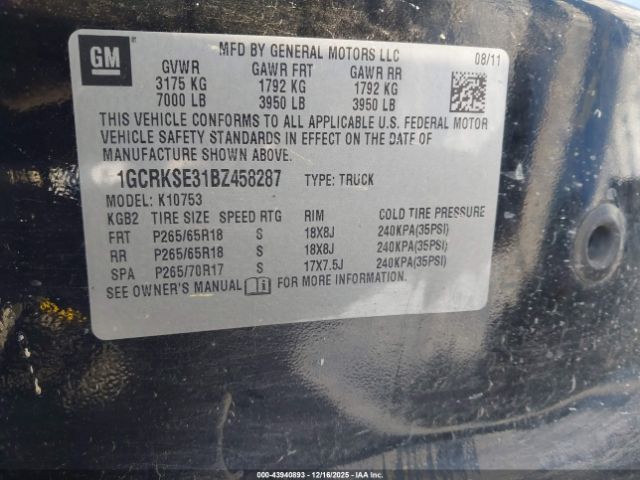 GM
MFD BY GENERAL MOTORS LLC 08/11
GVWR GAWR FRT GAWR RR
3175 KG 1792 KG 1792 KG
7000 LB 3950 LB 3950 LB
THIS VEHICLE CONFORMS TO ALL APPLICABLE U.S. FEDERAL MOTOR
VEHICLE SAFETY STANDARDS IN EFFECT ON THE DATE OF
MANUFACTURE SHOWN ABOVE.
1GCRKSE31BZ458287 TYPE: TRUCK
MODEL: K10753
KGB2 TIRE SIZE SPEED RTG RIM COLD TIRE PRESSURE
FRT P265/65R18 S 18X8J 240KPA(35PSI)
RR P265/65R18 S 18X8J 240KPA(35PSI)
SPA P265/70R17 S 17X7.5J 240KPA(35PSI)
SEE OWNER'S MANUAL FOR MORE INFORMATION.
000-43940893 - 12/16/2025 - IAAI.COM